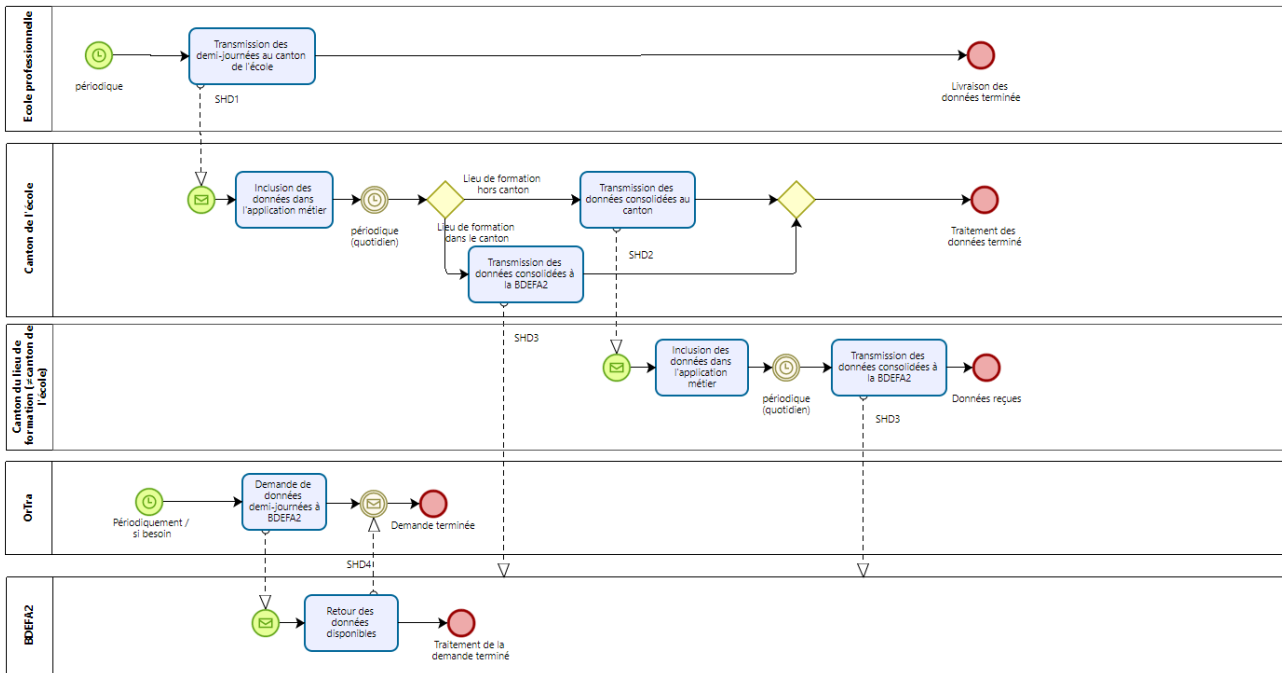 Ecole professionnelle
périodique
Transmission des
demi-journées au canton
de l'école
SHD1
Livraison des
données terminée
Canton de l'école
Inclusion des
données dans
l'application métier
périodique
(quotidien)
Lieu de formation
hors canton
Lieu de formation
dans le canton
Transmission des
données consolidées au
canton
Transmission des
données consolidées à
la BDEFA2
SHD2
SHD3
Traitement des
données terminé
Canton du lieu de
formation (≠canton de
l'école)
Inclusion des
données dans
l'application
métier
périodique
(quotidien)
Transmission des
données consolidées à
la BDEFA2
SHD3
Données reçues
OrTra
Périodiquement /
si besoin
Demande de
données
demi-journées à
BDEFA2
Demande terminée
SHD4
BDEFA2
Retour des
données
disponibles
Traitement de la
demande terminé